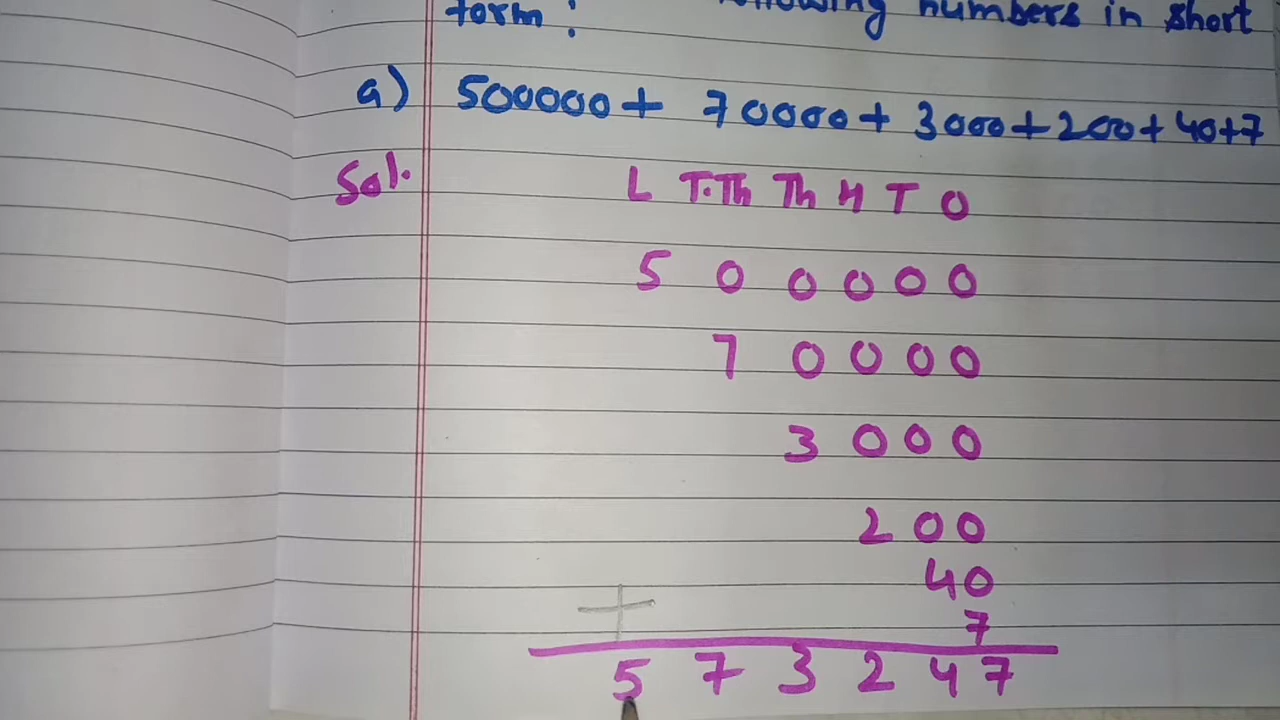 numbers in short
form :
a) 500000 + 70000 + 3000 + 200 + 40 + 7
Sol.
L T.Th Th H T O
5 0 0 0 0 0
7 0 0 0 0
3 0 0 0
2 0 0
4 0
+ 7
5 7 3 2 4 7